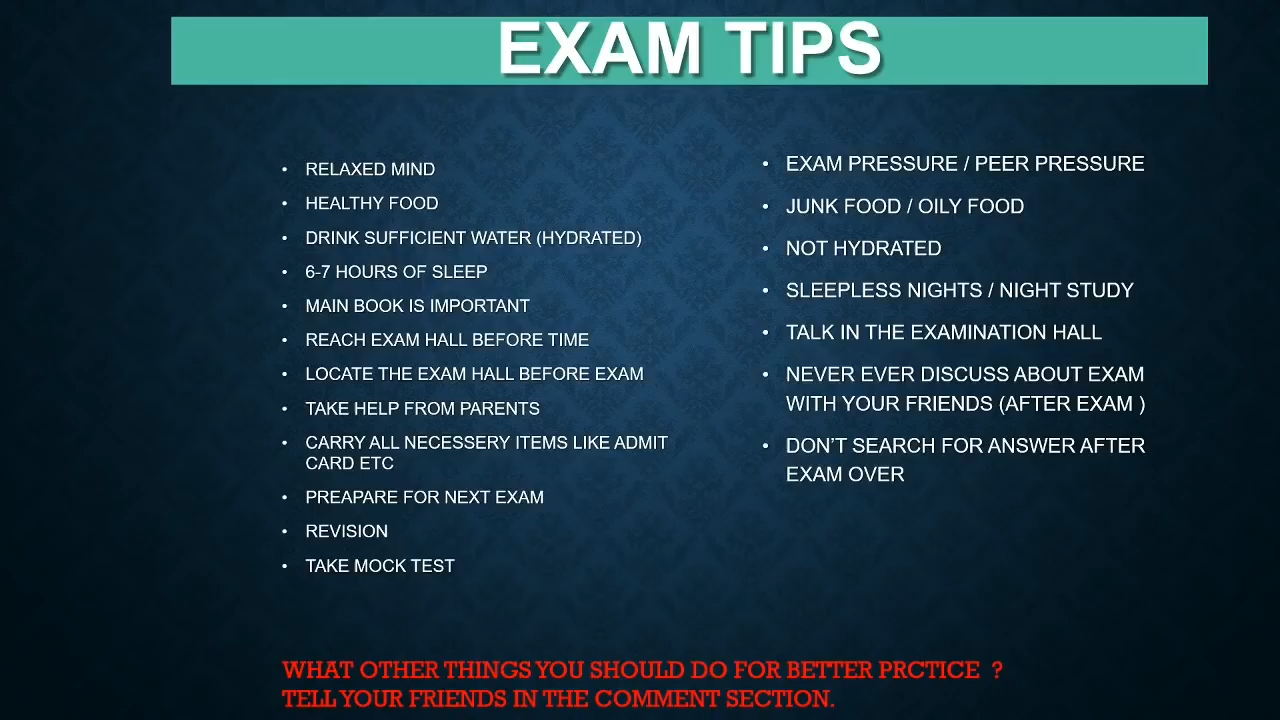 EXAM TIPS
• RELAXED MIND
• HEALTHY FOOD
• DRINK SUFFICIENT WATER (HYDRATED)
• 6-7 HOURS OF SLEEP
• MAIN BOOK IS IMPORTANT
• REACH EXAM HALL BEFORE TIME
• LOCATE THE EXAM HALL BEFORE EXAM
• TAKE HELP FROM PARENTS
• CARRY ALL NECESSERY ITEMS LIKE ADMIT
CARD ETC
• PREAPARE FOR NEXT EXAM
• REVISION
• TAKE MOCK TEST
• EXAM PRESSURE / PEER PRESSURE
• JUNK FOOD / OILY FOOD
• NOT HYDRATED
• SLEEPLESS NIGHTS / NIGHT STUDY
• TALK IN THE EXAMINATION HALL
• NEVER EVER DISCUSS ABOUT EXAM
WITH YOUR FRIENDS (AFTER EXAM )
• DON'T SEARCH FOR ANSWER AFTER
EXAM OVER
WHAT OTHER THINGS YOU SHOULD DO FOR BETTER PRCTICE ?
TELL YOUR FRIENDS IN THE COMMENT SECTION.